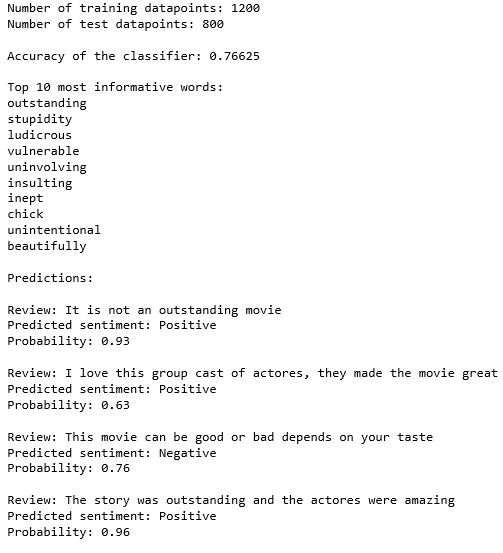 Number of training datapoints: 1200
Number of test datapoints: 800
Accuracy of the classifier: 0.76625
Top 10 most informative words:
outstanding
stupidity
ludicrous
vulnerable
uninvolving
insulting
inept
chick
unintentional
beautifully
Predictions:
Review: It is not an outstanding movie
Predicted sentiment: Positive
Probability: 0.93
Review: I love this group cast of actores, they made the movie great
Predicted sentiment: Positive
Probability: 0.63
Review: This movie can be good or bad depends on your taste
Predicted sentiment: Negative
Probability: 0.76
Review: The story was outstanding and the actores were amazing
Predicted sentiment: Positive
Probability: 0.96